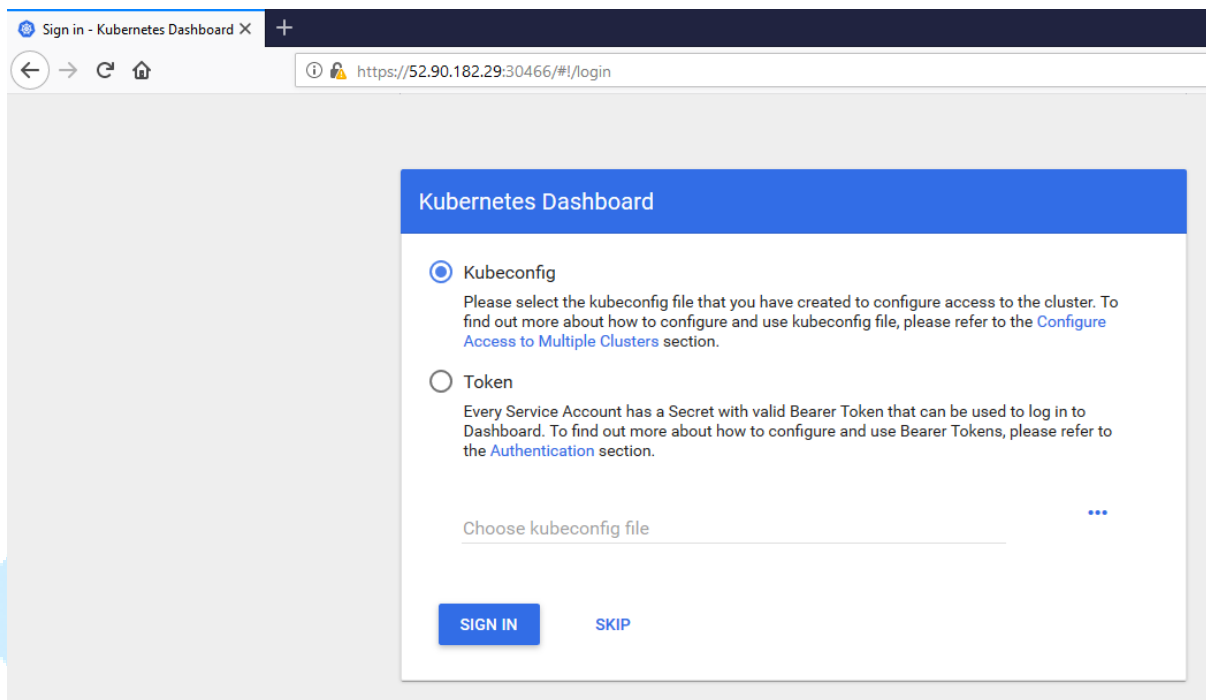 Sign in - Kubernetes Dashboard
https://52.90.182.29:30466/#!/login
Kubernetes Dashboard
Kubeconfig
Please select the kubeconfig file that you have created to configure access to the cluster. To
find out more about how to configure and use kubeconfig file, please refer to the Configure
Access to Multiple Clusters section.
Token
Every Service Account has a Secret with valid Bearer Token that can be used to log in to
Dashboard. To find out more about how to configure and use Bearer Tokens, please refer to
the Authentication section.
Choose kubeconfig file
SIGN IN SKIP